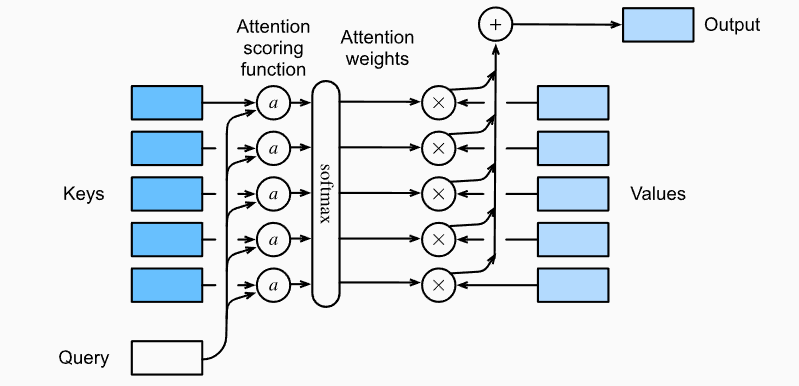 Attention
scoring
function
Attention
weights
+
Output
Keys
Query
a
a
a
a
a
softmax
×
×
×
×
×
Values